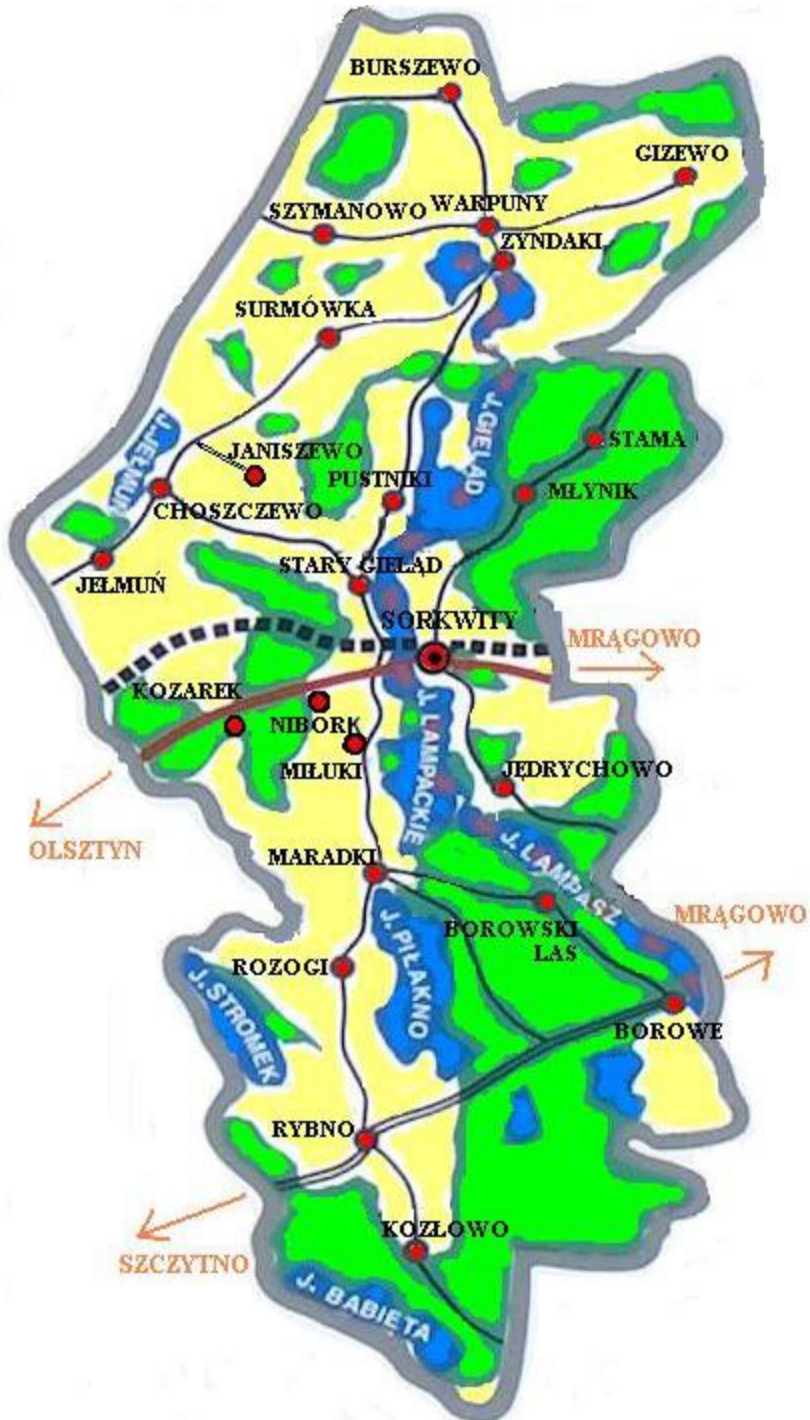 BURSZEWO
GIZEWO
SZYMANOWO
WARPUNY
ZYNDAKI
SURMÓWKA
J.GIELĄD
J.JEŁMUŃ
STAMA
JANISZEWO
PUSTNIKI
MŁYNIK
CHOSZCZEWO
JEŁMUŃ
STARY GIELĄD
SORKWITY
MRĄGOWO
KOZAREK
NIBORK
J. LAMPACKIE
MIŁUKI
JĘDRYCHOWO
OLSZTYN
MARADKI
J. LAMPASZ
MRĄGOWO
BOROWSKI
LAS
J. PIŁAKNO
ROZOGI
J. STROMEK
BOROWE
RYBNO
KOZŁOWO
SZCZYTNO
J. BABIĘTA